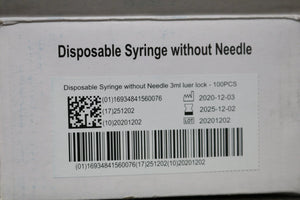 Disposable Syringe without Needle
Disposable Syringe without Needle 3ml luer lock - 100PCS
(01)16934841560076
2020-12-03
(17)251202
2025-12-02
(10)20201202
LOT 20201202
(01)16934841560076(17)251202(10)20201202